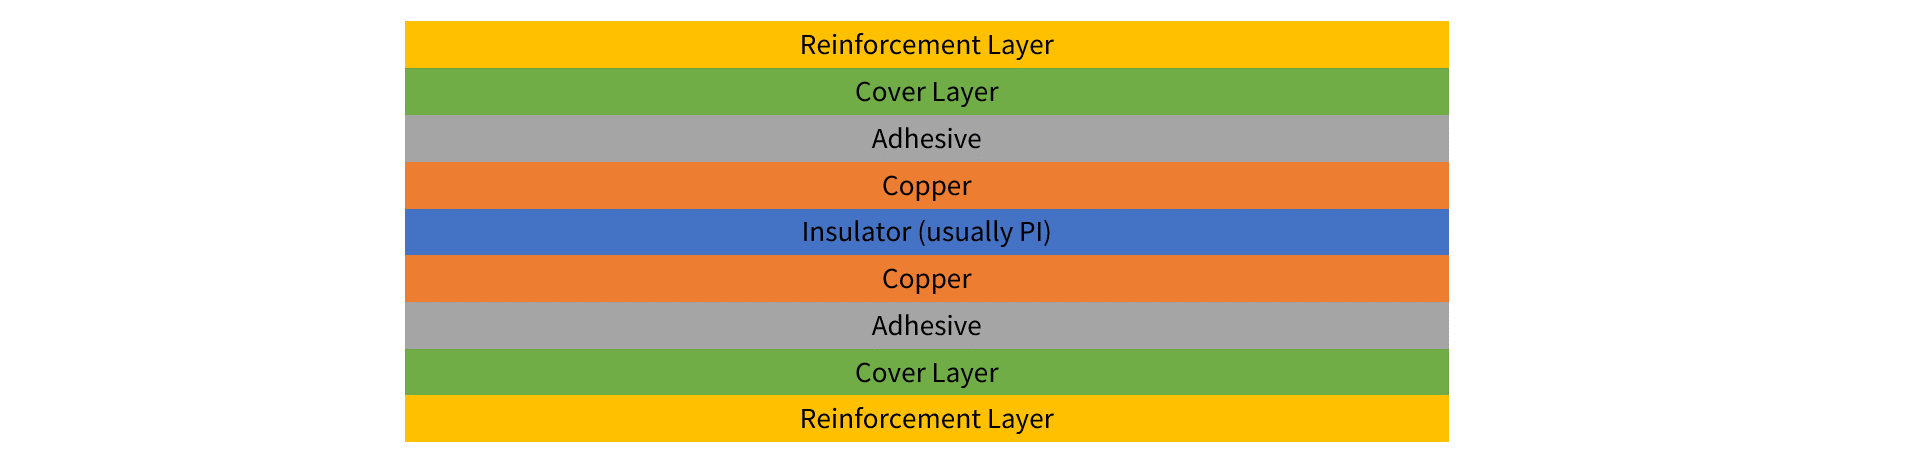 Reinforcement Layer
Cover Layer
Adhesive
Copper
Insulator (usually PI)
Copper
Adhesive
Cover Layer
Reinforcement Layer